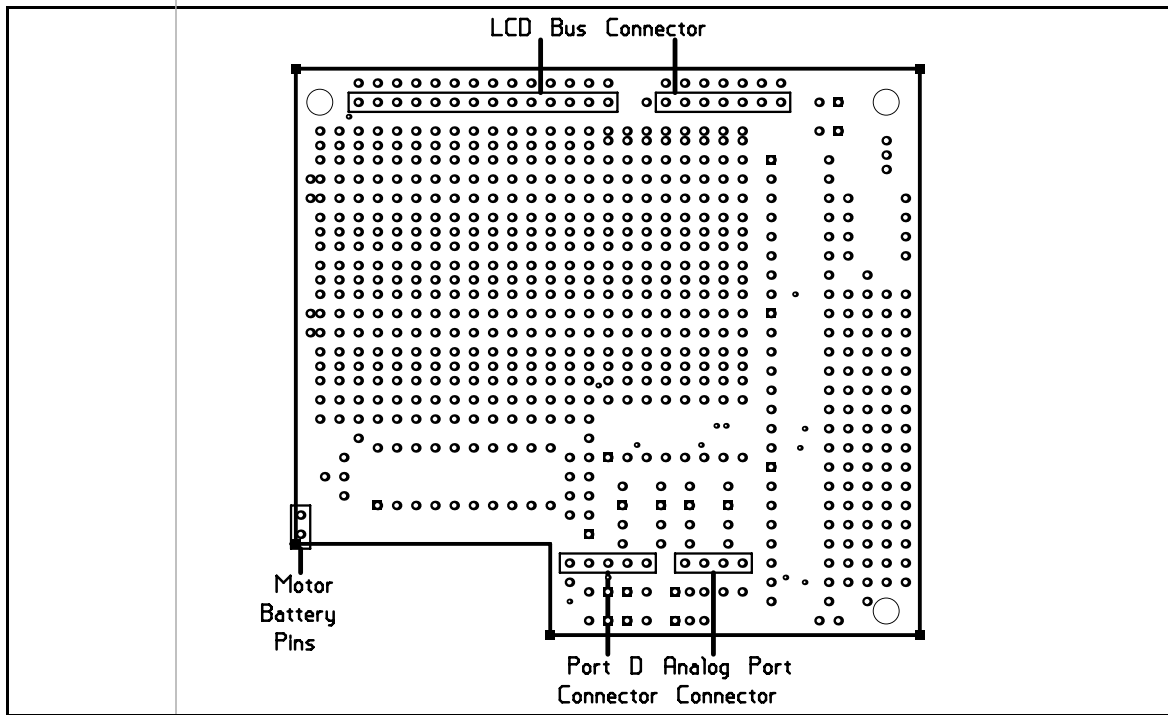 LCD Bus Connector
Motor
Battery
Pins
Port D
Connector
Analog Port
Connector